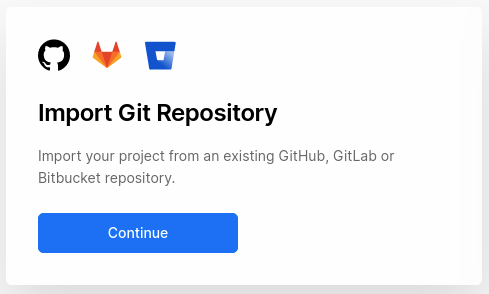 Import Git Repository
Import your project from an existing GitHub, GitLab or
Bitbucket repository.
Continue